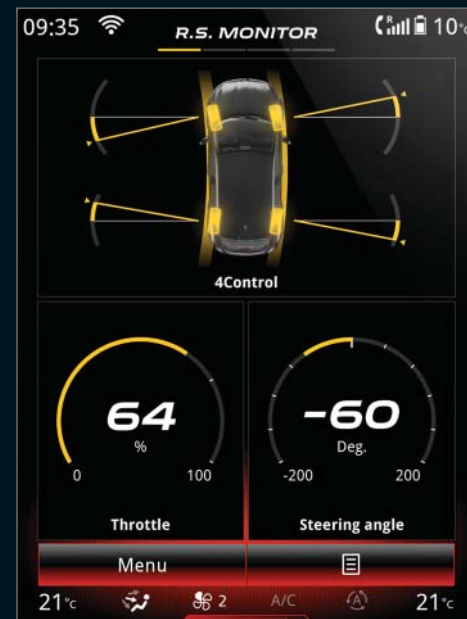 09:35 R 10°c
R.S. MONITOR
4Control
64
%
0 100
Throttle
-60
Deg.
-200 200
Steering angle
Menu
21°c 2 A/C A 21°c